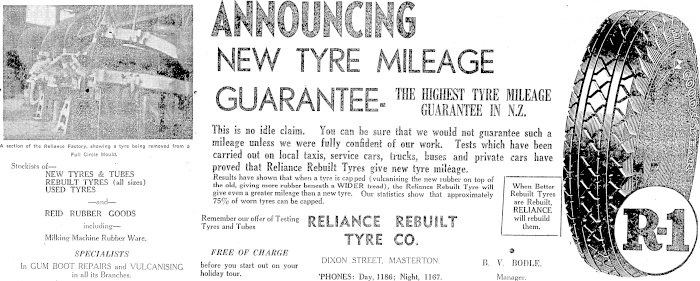 A section of the Reliance Factory, showing a tyre being removed from a
Full Circle Mould.
Stockists of—
NEW TYRES & TUBES
REBUILT TYRES (all sizes)
USED TYRES
—and—
REID RUBBER GOODS
including—
Milking Machine Rubber Ware.
SPECIALISTS
In GUM BOOT REPAIRS and VULCANISING
in all its Branches.
ANNOUNCING
NEW TYRE MILEAGE
GUARANTEE-
THE HIGHEST TYRE MILEAGE
GUARANTEE IN N.Z.
This is no idle claim. You can be sure that we would not guarantee such a
mileage unless we were fully confident of our work. Tests which have been
carried out on local taxis, service cars, trucks, buses and private cars have
proved that Reliance Rebuilt Tyres give new tyre mileage.
Results have shown that when a tyre is capped (vulcanising the new rubber on top of
the old, giving more rubber beneath a WIDER tread), the Reliance Rebuilt Tyre will
give even a greater mileage than a new tyre. Our statistics show that approximately
75% of worn tyres can be capped.
Remember our offer of Testing
Tyres and Tubes
FREE OF CHARGE
before you start out on your
holiday tour.
RELIANCE REBUILT
TYRE CO.
DIXON STREET, MASTERTON.
'PHONES: Day, 1186; Night, 1167.
When Better
Rebuilt Tyres
are Rebuilt,
RELIANCE
will rebuild
them.
B. V. BODLE,
Manager.
R-1